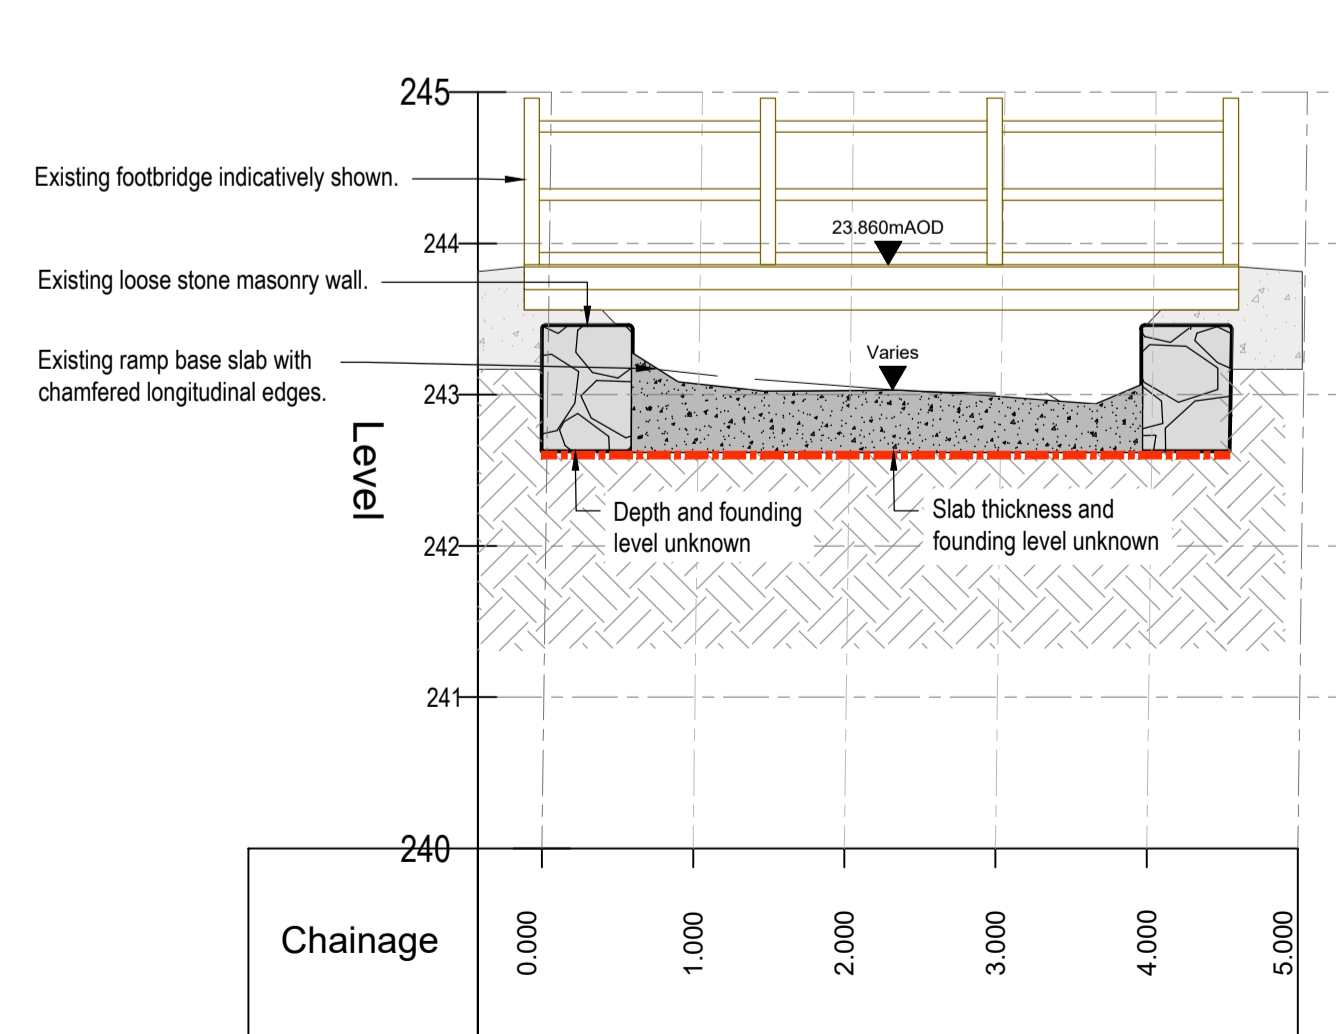 245
Existing footbridge indicatively shown.
23.860mAOD
244
Existing loose stone masonry wall.
Varies
Existing ramp base slab with
chamfered longitudinal edges.
243
Level
Depth and founding
level unknown
Slab thickness and
founding level unknown
242
241
240
Chainage
0.000
1.000
2.000
3.000
4.000
5.000